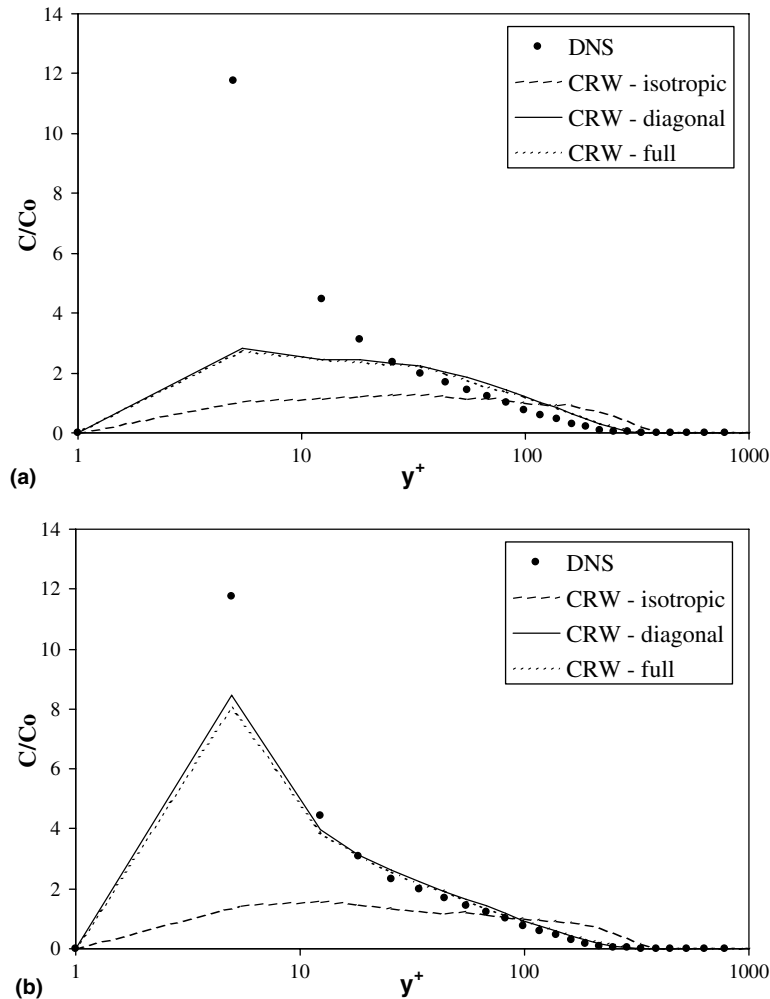 14
12
10
8
6
4
2
0
C/Co
DNS
CRW - isotropic
CRW - diagonal
CRW - full
1
10
100
1000
y+
(a)
14
12
10
8
6
4
2
0
C/Co
DNS
CRW - isotropic
CRW - diagonal
CRW - full
1
10
100
1000
y+
(b)